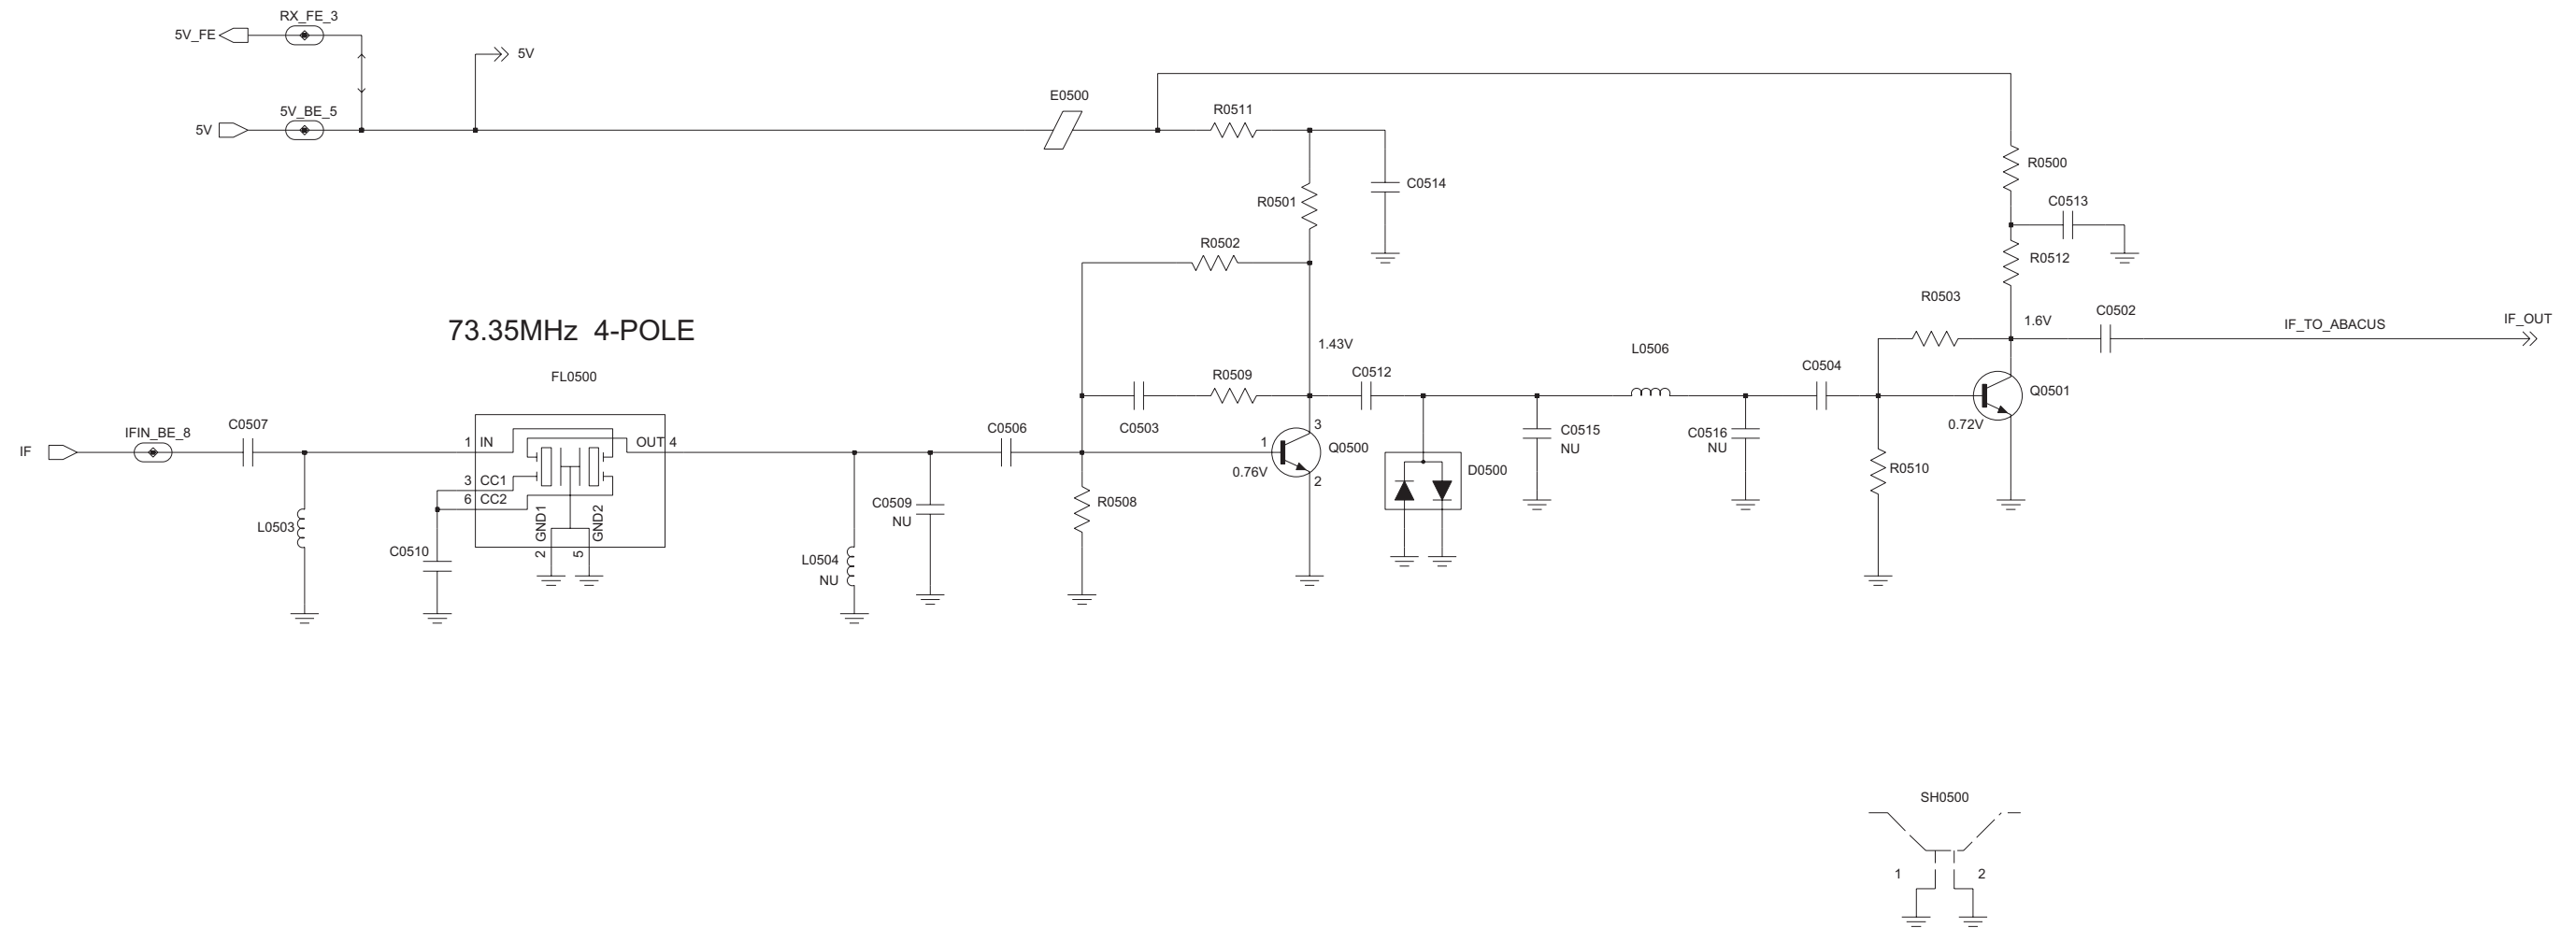 RX_FE_3
5V_FE
5V
E0500
5V_BE_5
R0511
5V
R0500
C0514
R0501
C0513
R0502
R0512
R0503
C0502
1.6V
IF_TO_ABACUS
IF_OUT
73.35MHz 4-POLE
1.43V
L0506
FL0500
R0509
C0512
C0504
Q0501
C0507
C0503
C0506
0.72V
IFIN_BE_8
IF
1 IN
OUT 4
3
1
Q0500
0.76V
2
C0515
NU
C0516
NU
D0500
R0510
3 CC1
6 CC2
GND1
GND2
2
5
C0509
NU
R0508
L0503
C0510
L0504
NU
SH0500
1
2